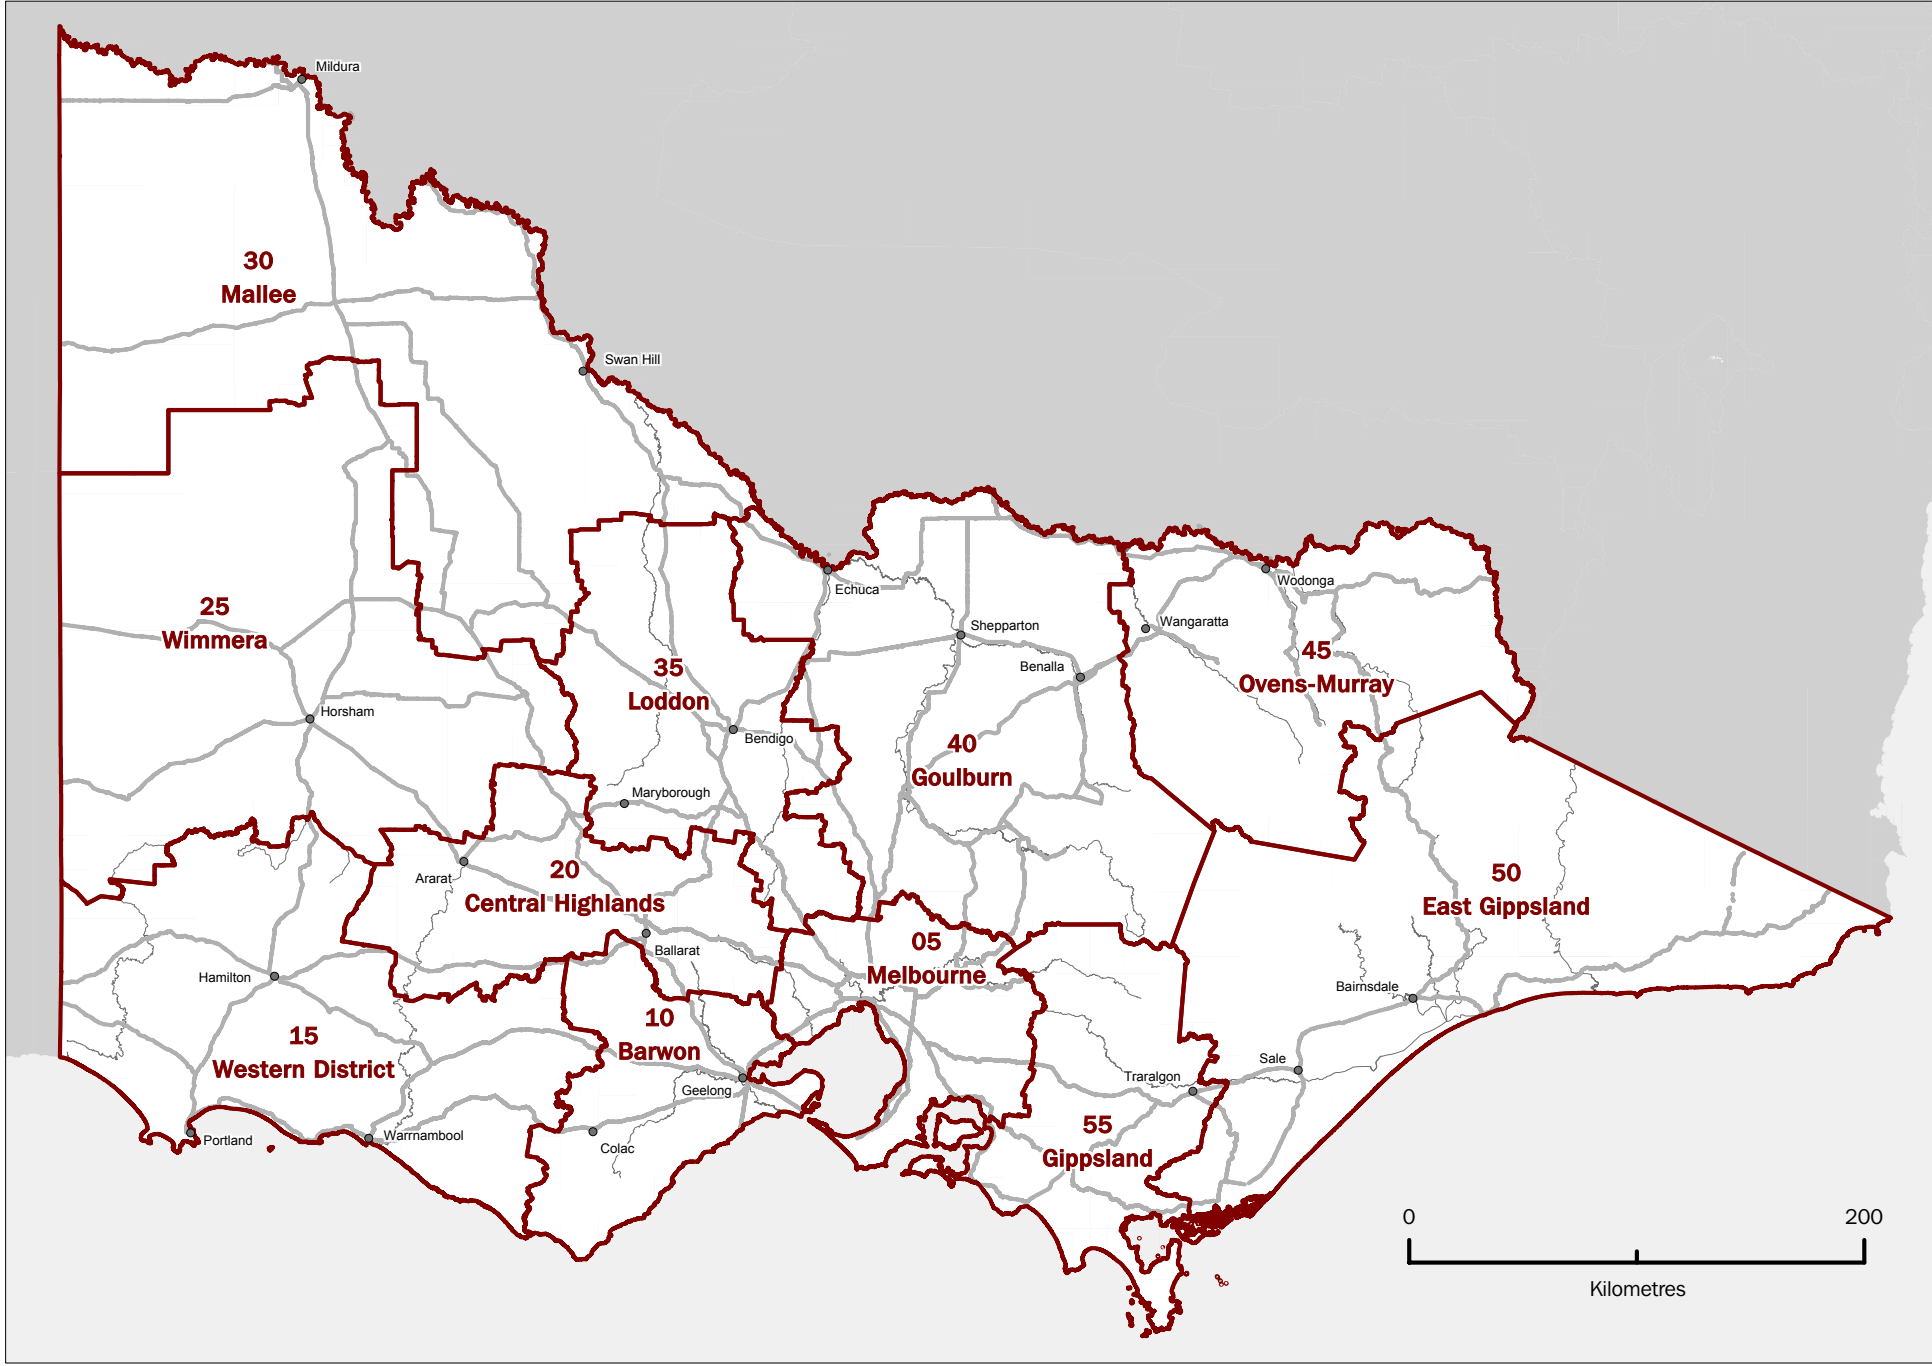 Mildura
30
Mallee
Swan Hill
Echuca
Wodonga
25
Wimmera
Shepparton
Wangaratta
Benalla
45
Ovens-Murray
35
Loddon
Horsham
Bendigo
40
Goulburn
Maryborough
Ararat
20
Central Highlands
50
East Gippsland
Ballarat
05
Melbourne
Hamilton
Bairnsdale
15
Western District
10
Barwon
Geelong
Sale
Traralgon
Portland
Warrnambool
Colac
55
Gippsland
0
200
Kilometres